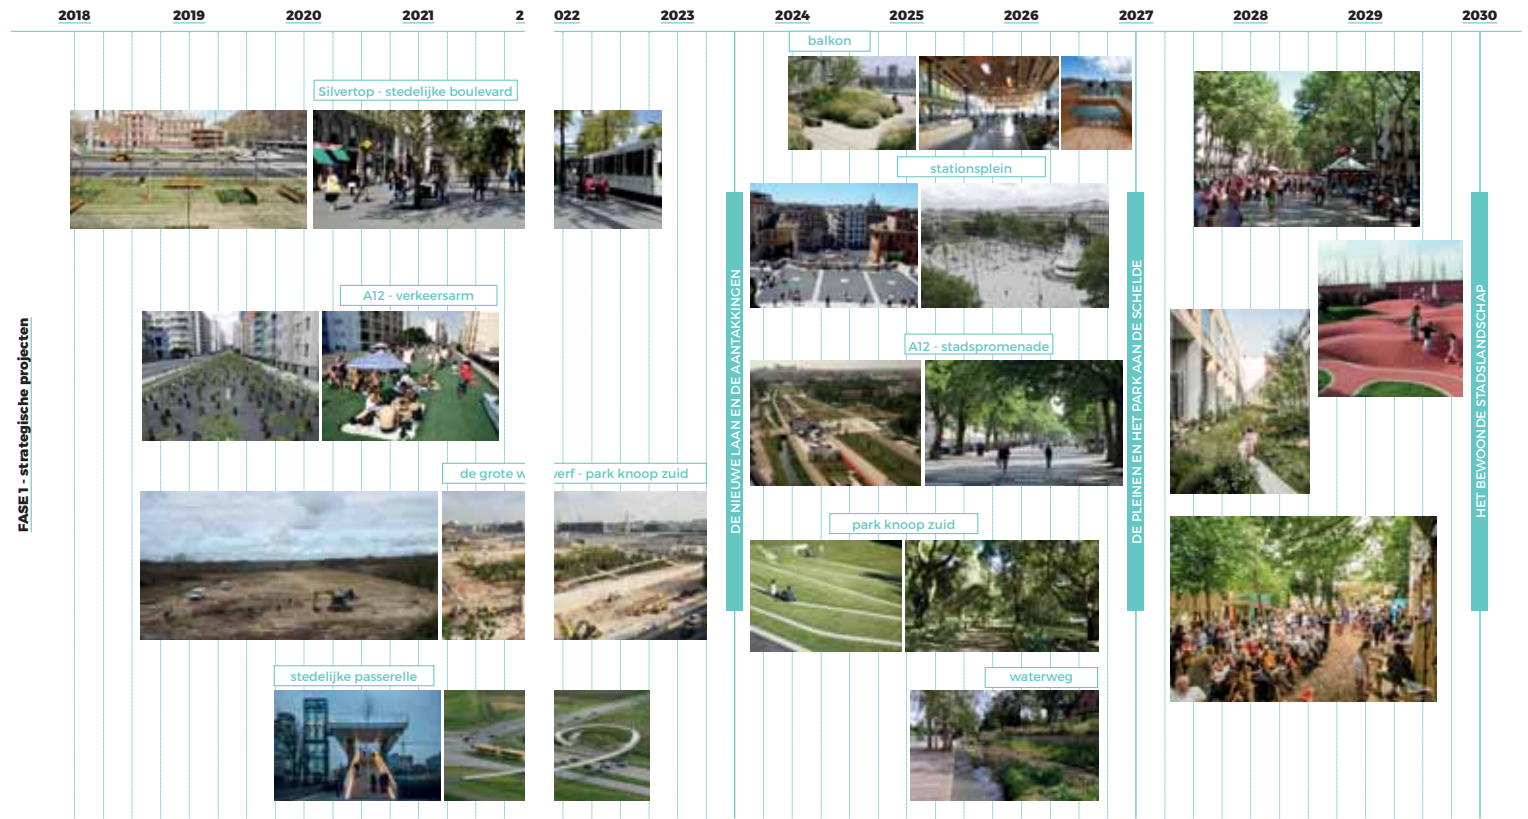 2018 2019 2020 2021 2 022 2023 2024 2025 2026 2027 2028 2029 2030
balkon
Silvertop - stedelijke boulevard
stationsplein
A12 - verkeersarm
A12 - stadspromenade
de grote w verf - park knoop zuid
park knoop zuid
stedelijke passerelle
waterweg
FASE 1 - strategische projecten
DE NIEUWE LAAN EN DE AANTAKKINGEN
DE PLEINEN EN HET PARK AAN DE SCHELDE
HET BEWOONDE STADSLANDSCHAP